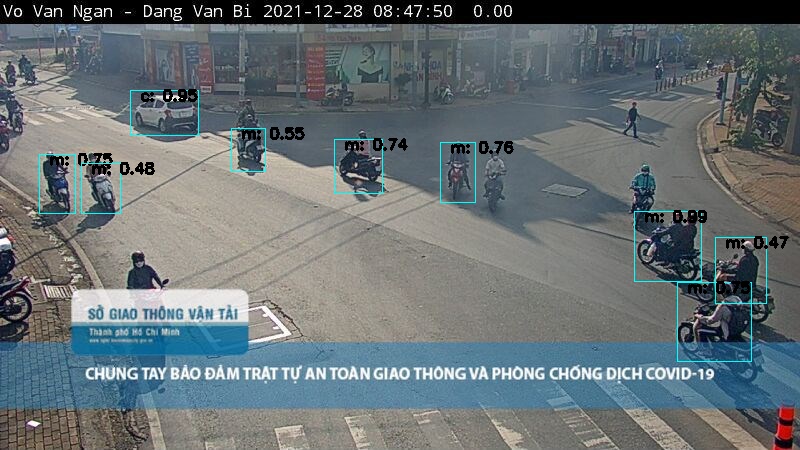 Vo Van Ngan - Dang Van Bi 2021-12-28 08:47:50 0.00
c: 0.95
m: 0.55
m: 0.74
m: 0.76
m: 0.75
m: 0.48
m: 0.99
m: 0.47
m: 0.75
SỞ GIAO THÔNG VẬN TẢI
Thành phố Hồ Chí Minh
CHUNG TAY BẢO ĐẢM TRẬT TỰ AN TOÀN GIAO THÔNG VÀ PHÒNG CHỐNG DỊCH COVID-19